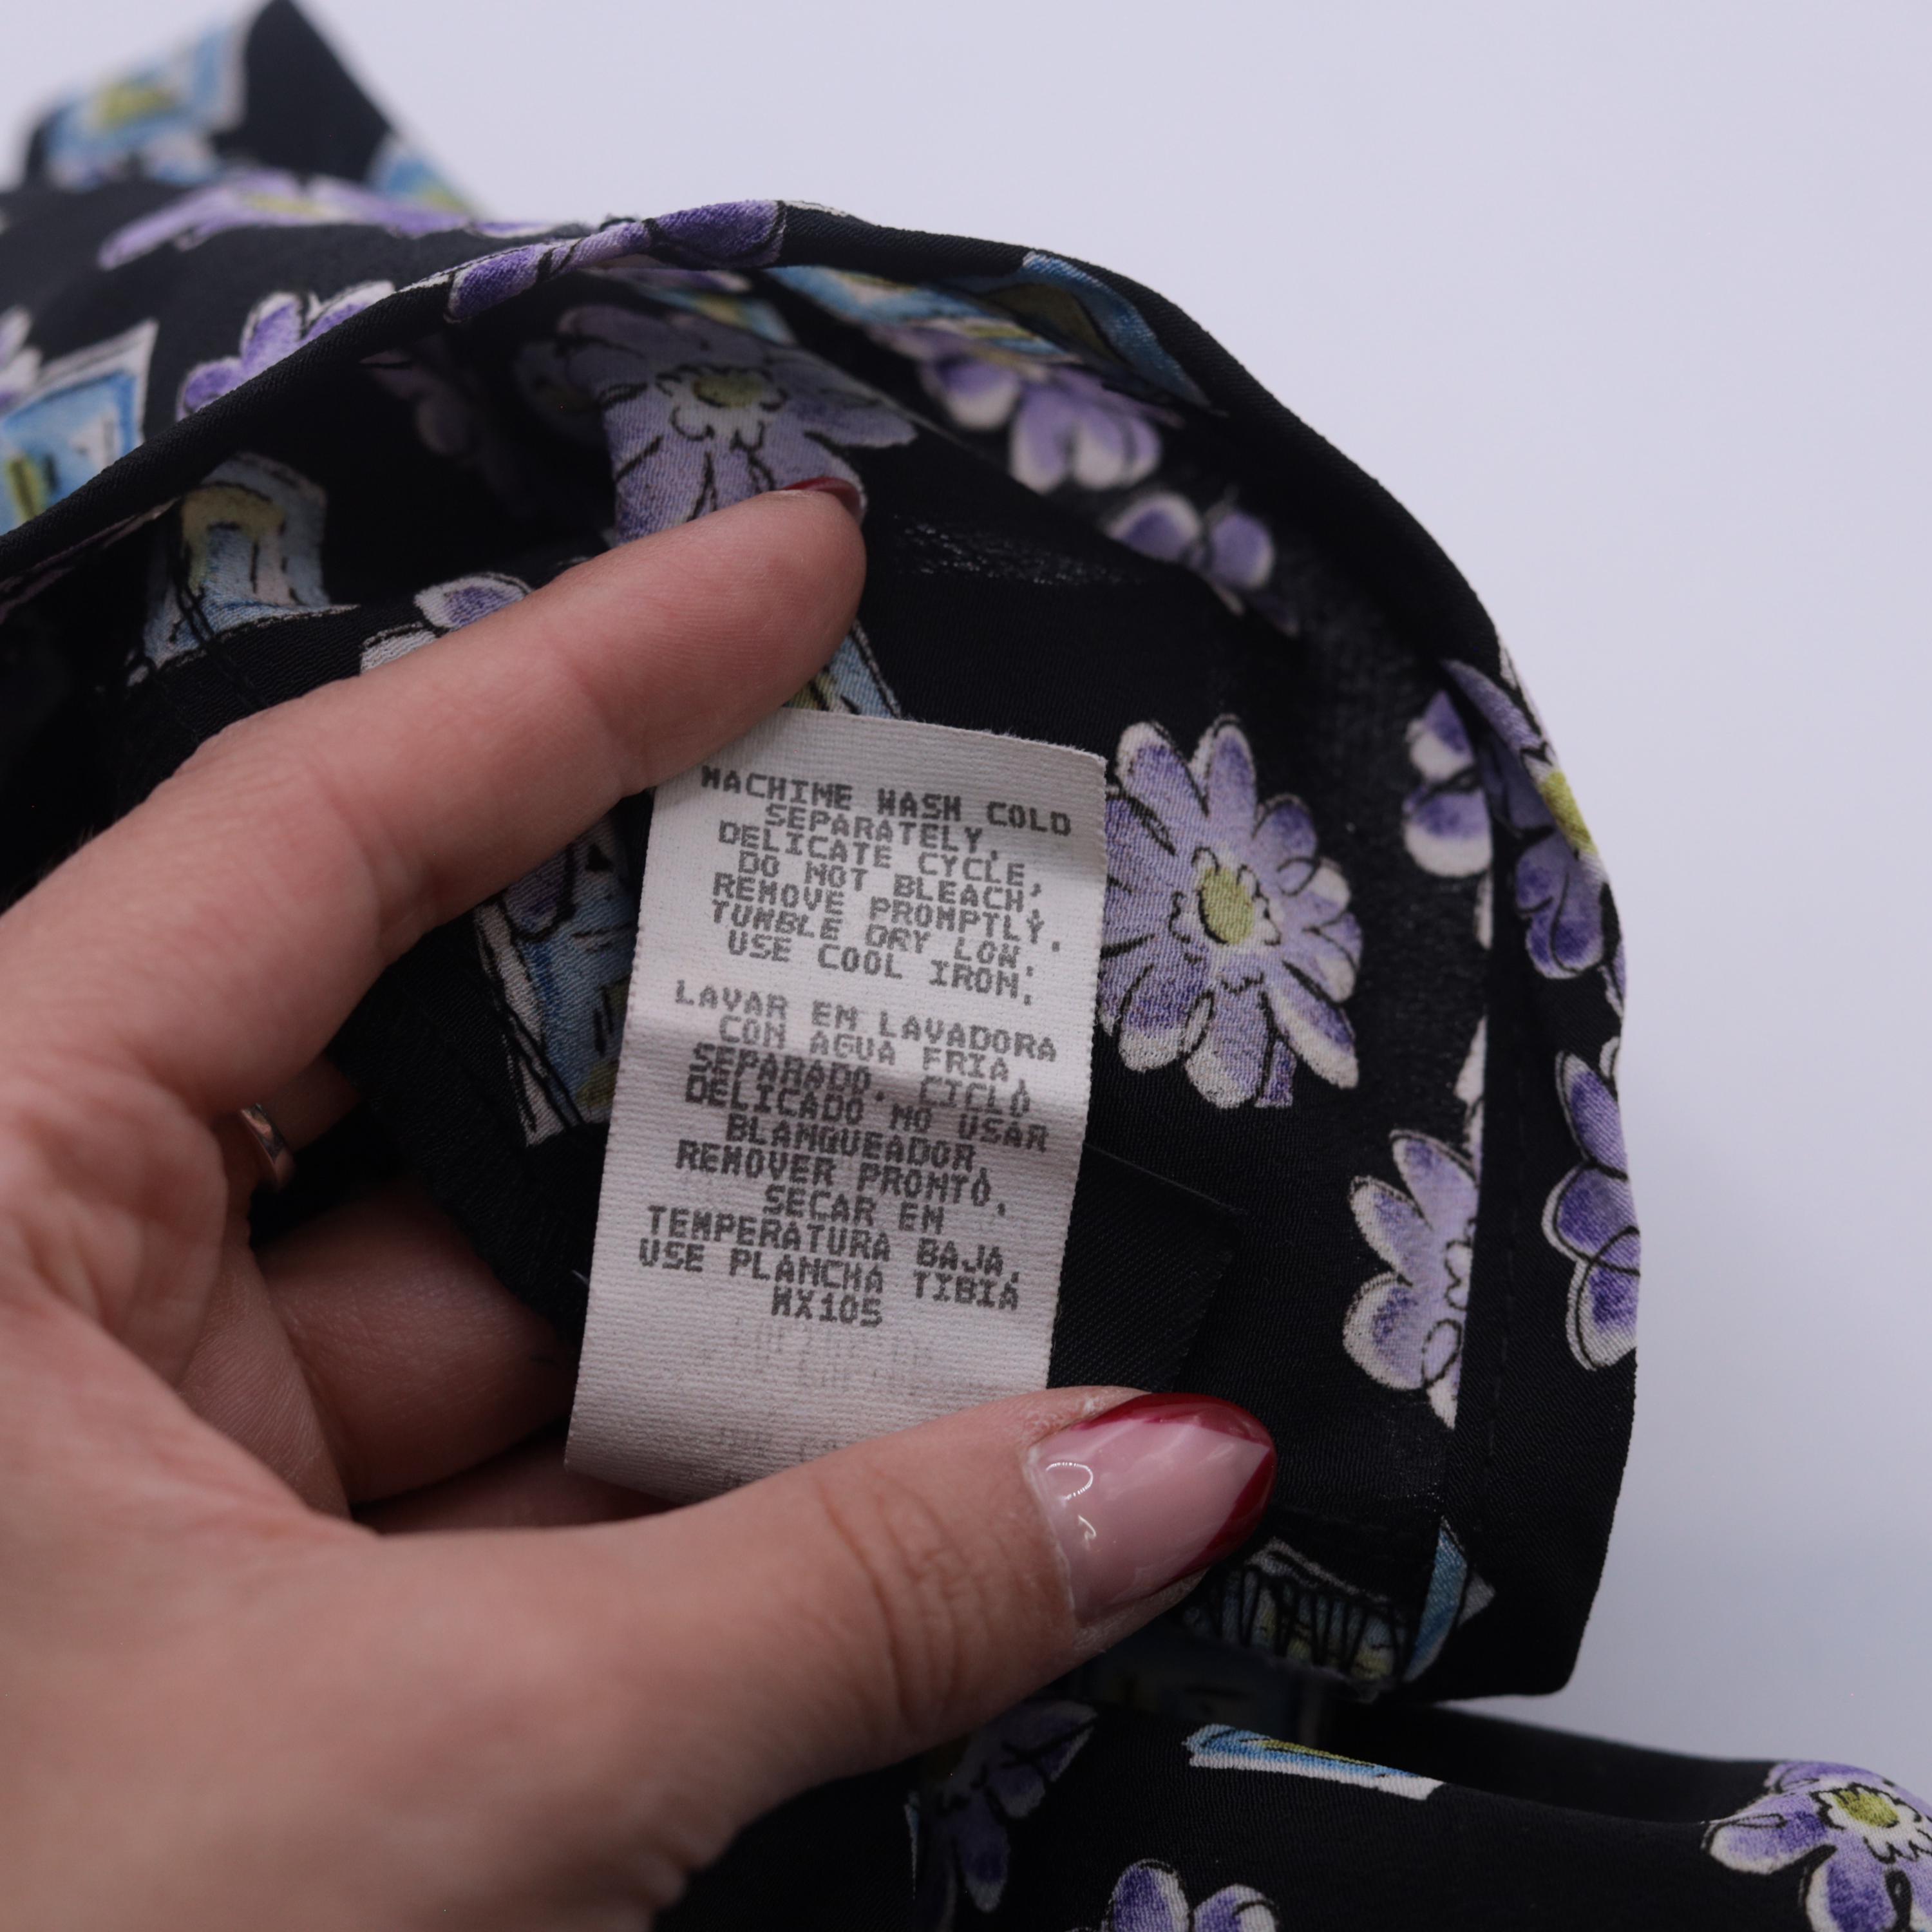 MACHINE WASH COLD
SEPARATELY,
DELICATE CYCLE,
DO NOT BLEACH,
REMOVE PROMPTLY.
TUMBLE DRY LOW.
USE COOL IRON.
LAVAR EN LAVADORA
CON AGUA FRIA,
SEPARADO. CICLO
DELICADO NO USAR
BLANQUEADOR,
REMOVER PRONTO.
SECAR EN
TEMPERATURA BAJA.
USE PLANCHA TIBIA
MX105